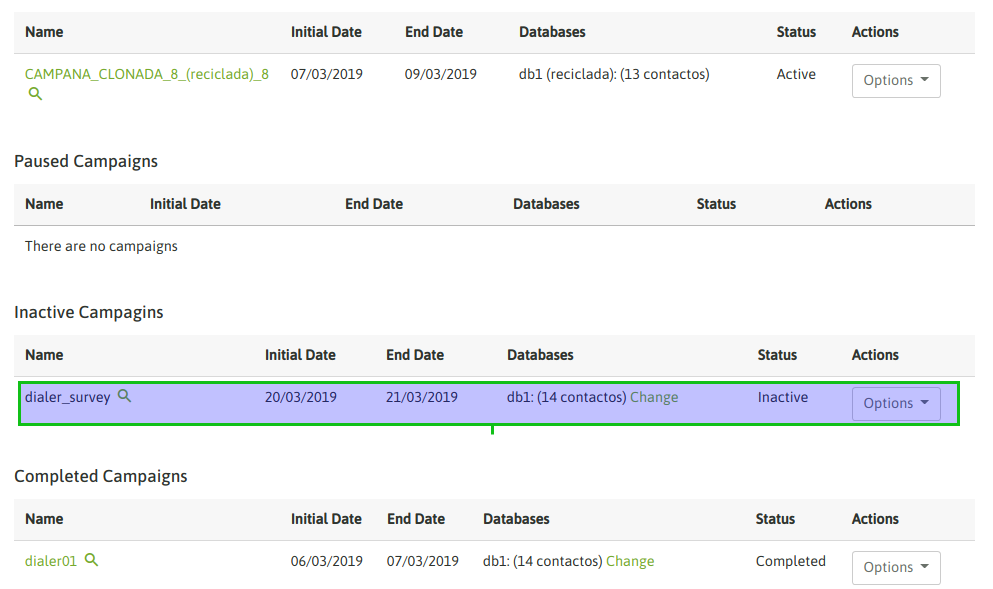 Name Initial Date End Date Databases Status Actions
CAMPANA_CLONADA_8_(reciclada)_8 07/03/2019 09/03/2019 db1 (reciclada): (13 contactos) Active Options
Paused Campaigns
Name Initial Date End Date Databases Status Actions
There are no campaigns
Inactive Campagins
Name Initial Date End Date Databases Status Actions
dialer_survey 20/03/2019 21/03/2019 db1: (14 contactos) Change Inactive Options
Completed Campaigns
Name Initial Date End Date Databases Status Actions
dialer01 06/03/2019 07/03/2019 db1: (14 contactos) Change Completed Options